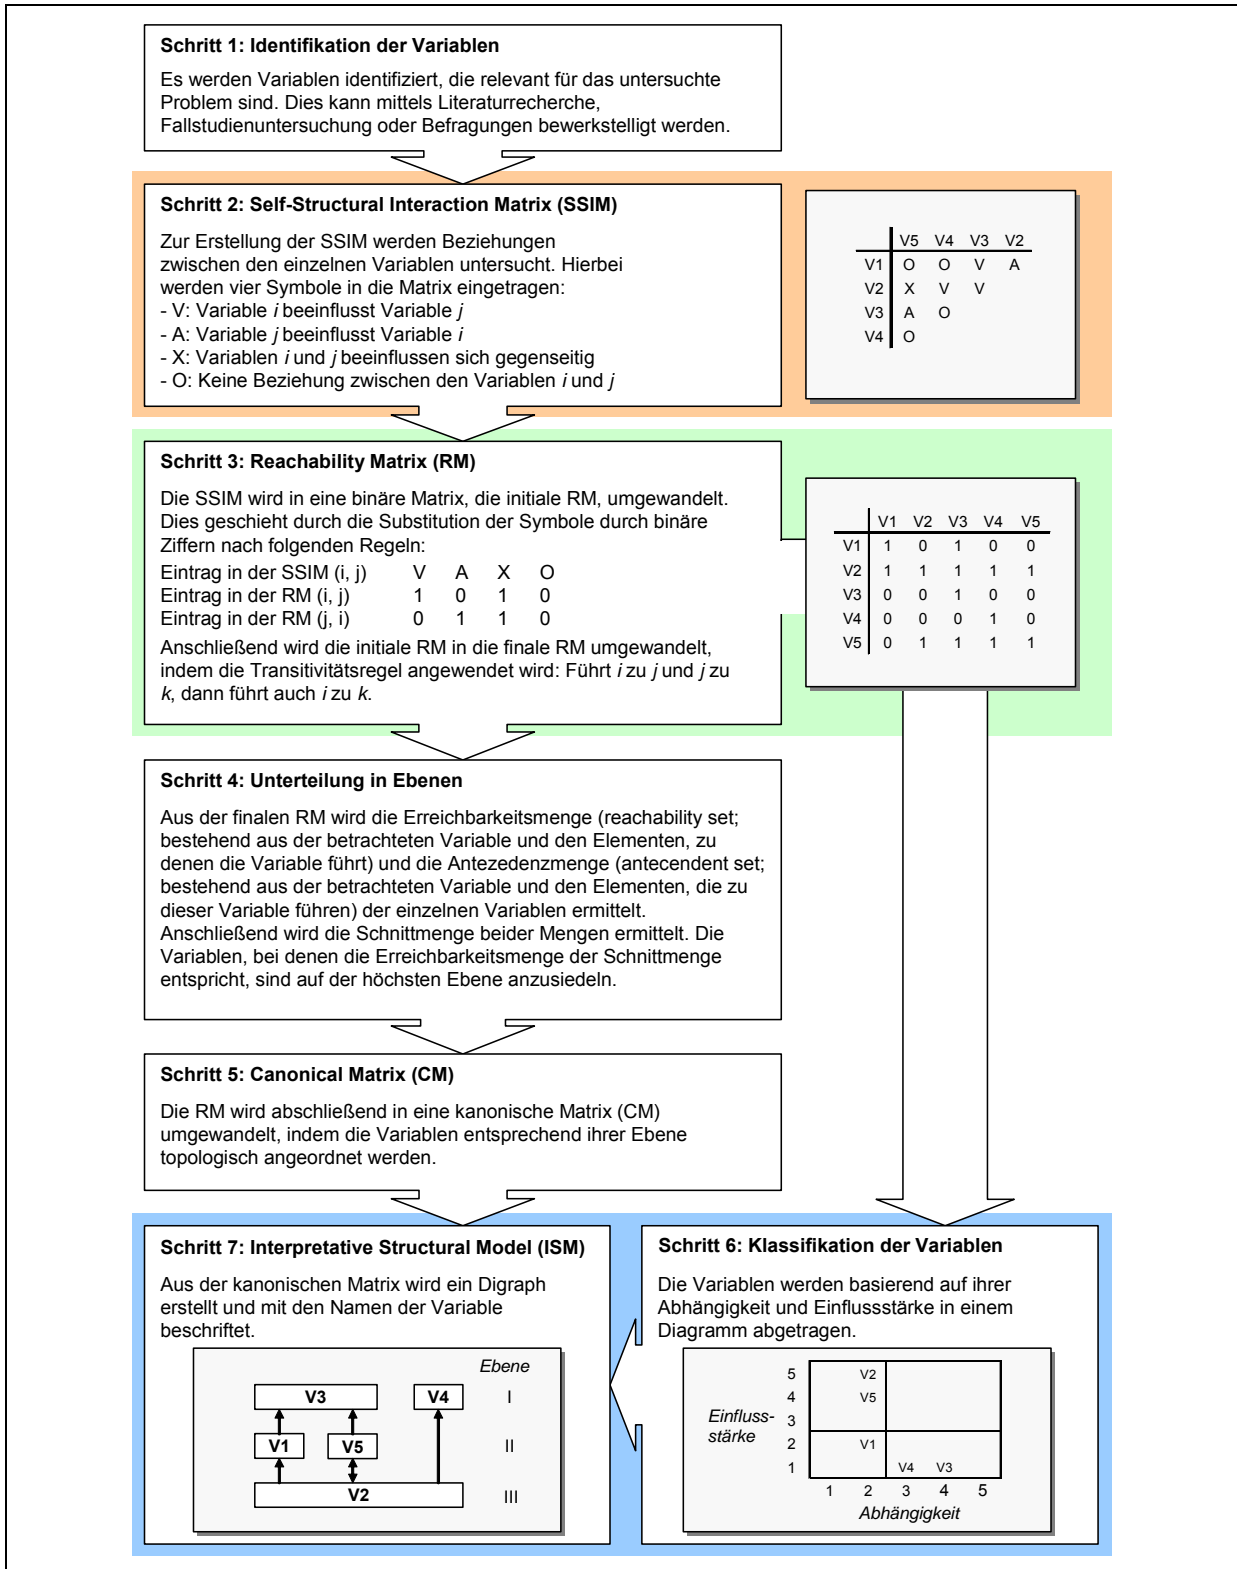 Schritt 1: Identifikation der Variablen
Es werden Variablen identifiziert, die relevant für das untersuchte
Problem sind. Dies kann mittels Literaturrecherche,
Fallstudienuntersuchung oder Befragungen bewerkstelligt werden.
Schritt 2: Self-Structural Interaction Matrix (SSIM)
Zur Erstellung der SSIM werden Beziehungen
zwischen den einzelnen Variablen untersucht. Hierbei
werden vier Symbole in die Matrix eingetragen:
- V: Variable i beeinflusst Variable j
- A: Variable j beeinflusst Variable i
- X: Variablen i und j beeinflussen sich gegenseitig
- O: Keine Beziehung zwischen den Variablen i und j
V5 V4 V3 V2
V1 O O V A
V2 X V V
V3 A O
V4 O
Schritt 3: Reachability Matrix (RM)
Die SSIM wird in eine binäre Matrix, die initiale RM, umgewandelt.
Dies geschieht durch die Substitution der Symbole durch binäre
Ziffern nach folgenden Regeln:
Eintrag in der SSIM (i, j) V A X O
Eintrag in der RM (i, j) 1 0 1 0
Eintrag in der RM (j, i) 0 1 1 0
Anschließend wird die initiale RM in die finale RM umgewandelt,
indem die Transitivitätsregel angewendet wird: Führt i zu j und j zu
k, dann führt auch i zu k.
V1 V2 V3 V4 V5
V1 1 0 1 0 0
V2 1 1 1 1 1
V3 0 0 1 0 0
V4 0 0 0 1 0
V5 0 1 1 1 1
Schritt 4: Unterteilung in Ebenen
Aus der finalen RM wird die Erreichbarkeitsmenge (reachability set;
bestehend aus der betrachteten Variable und den Elementen, zu
denen die Variable führt) und die Antezedenzmenge (antecendent set;
bestehend aus der betrachteten Variable und den Elementen, die zu
dieser Variable führen) der einzelnen Variablen ermittelt.
Anschließend wird die Schnittmenge beider Mengen ermittelt. Die
Variablen, bei denen die Erreichbarkeitsmenge der Schnittmenge
entspricht, sind auf der höchsten Ebene anzusiedeln.
Schritt 5: Canonical Matrix (CM)
Die RM wird abschließend in eine kanonische Matrix (CM)
umgewandelt, indem die Variablen entsprechend ihrer Ebene
topologisch angeordnet werden.
Schritt 7: Interpretative Structural Model (ISM)
Aus der kanonischen Matrix wird ein Digraph
erstellt und mit den Namen der Variable
beschriftet.
Ebene
V3 V4 I
V1 V5 II
V2 III
Schritt 6: Klassifikation der Variablen
Die Variablen werden basierend auf ihrer
Abhängigkeit und Einflussstärke in einem
Diagramm abgetragen.
5 V2
4 V5
Einfluss-
stärke
3
2 V1
1 V4 V3
1 2 3 4 5
Abhängigkeit